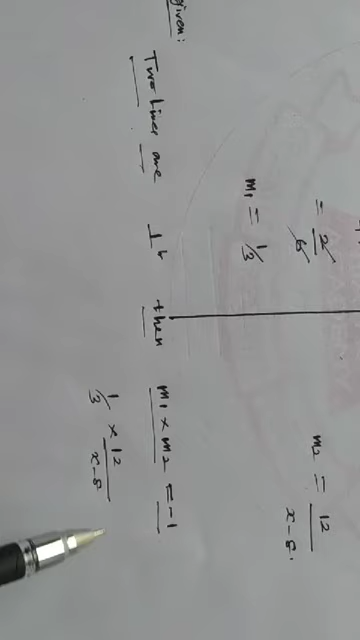 = 2/6
m₁ = 1/3
m₂ = 12/x-8.
given:
Two lines are ⊥r then m₁ × m₂ = -1
1/3 × 12/x-8